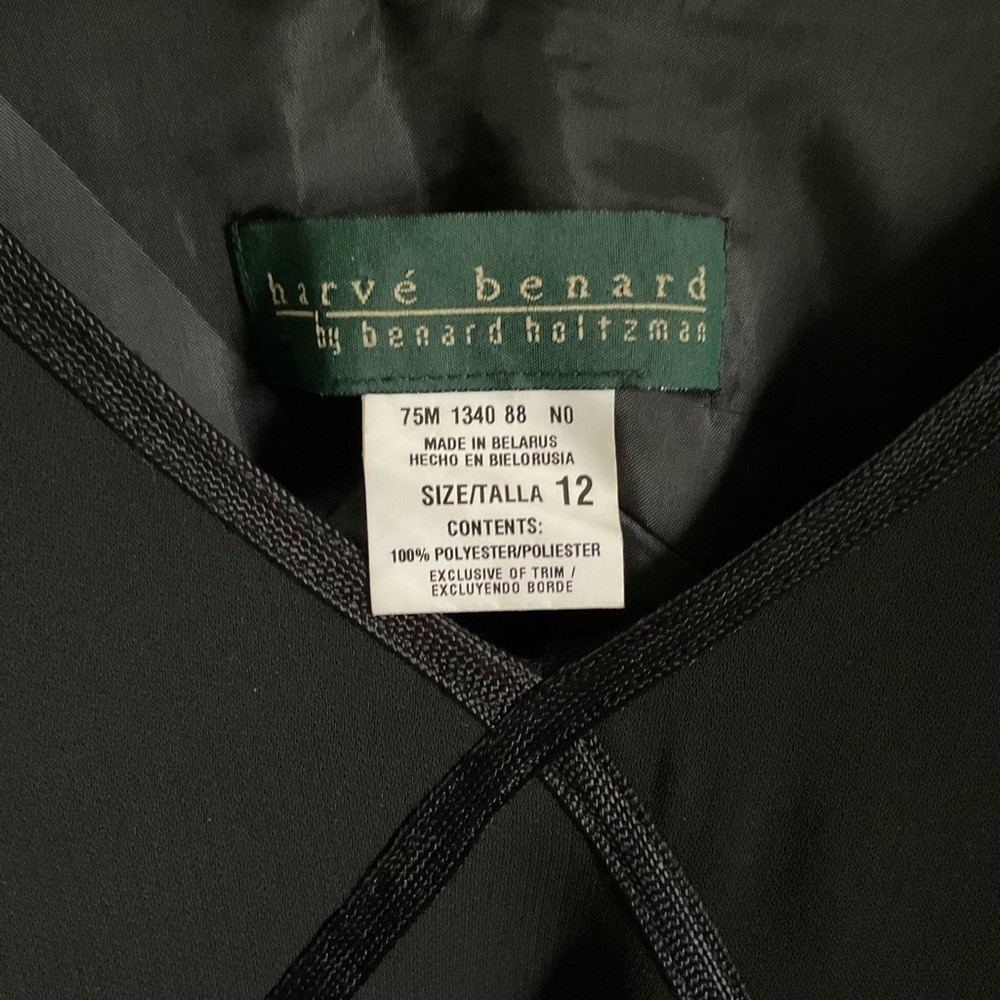 harvé benard
by benard holtzman
75M 1340 88 NO
MADE IN BELARUS
HECHO EN BIELORUSIA
SIZE/TALLA 12
CONTENTS:
100% POLYESTER/POLIESTER
EXCLUSIVE OF TRIM /
EXCLUYENDO BORDE